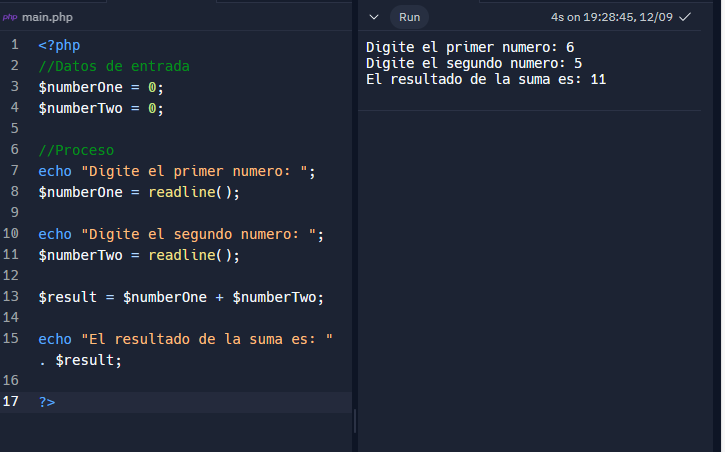 php main.php
1 <?php
2 //Datos de entrada
3 $numberOne = 0;
4 $numberTwo = 0;
5
6 //Proceso
7 echo "Digite el primer numero: ";
8 $numberOne = readline();
9
10 echo "Digite el segundo numero: ";
11 $numberTwo = readline();
12
13 $result = $numberOne + $numberTwo;
14
15 echo "El resultado de la suma es: "
. $result;
16
17 ?>
Run 4s on 19:28:45, 12/09
Digite el primer numero: 6
Digite el segundo numero: 5
El resultado de la suma es: 11